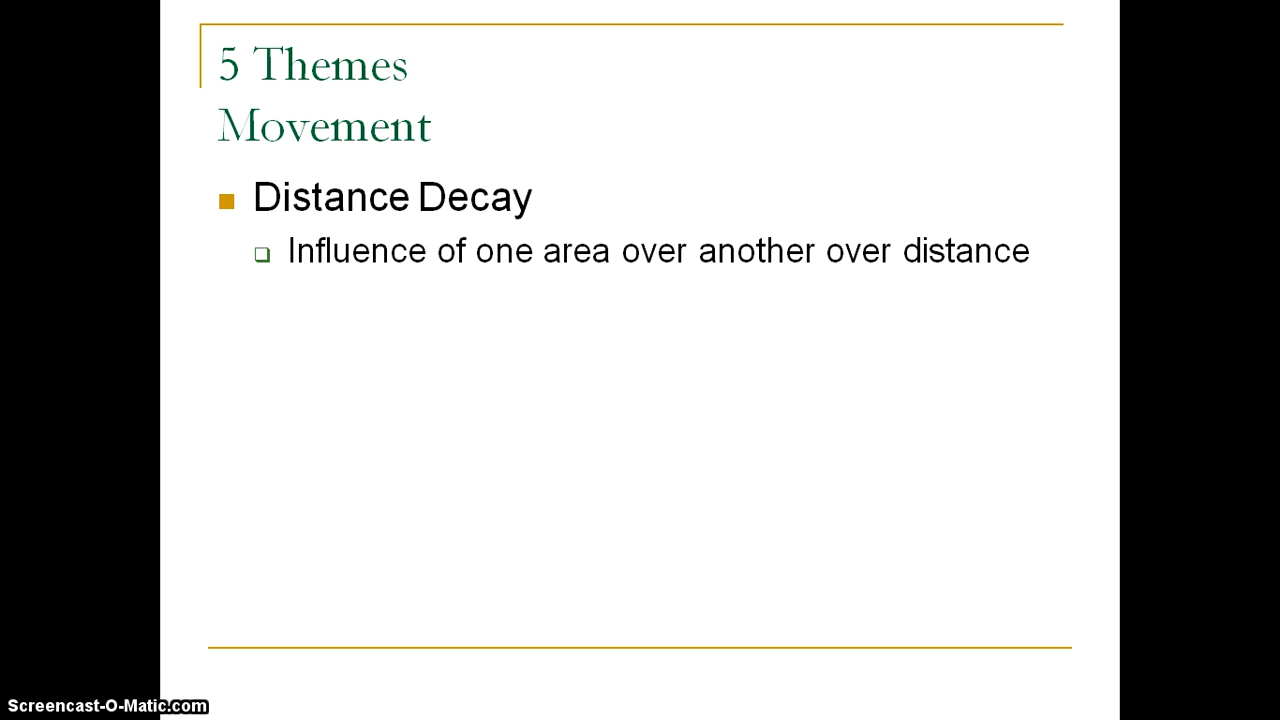 5 Themes
Movement
Distance Decay
Influence of one area over another over distance
Screencast-O-Matic.com